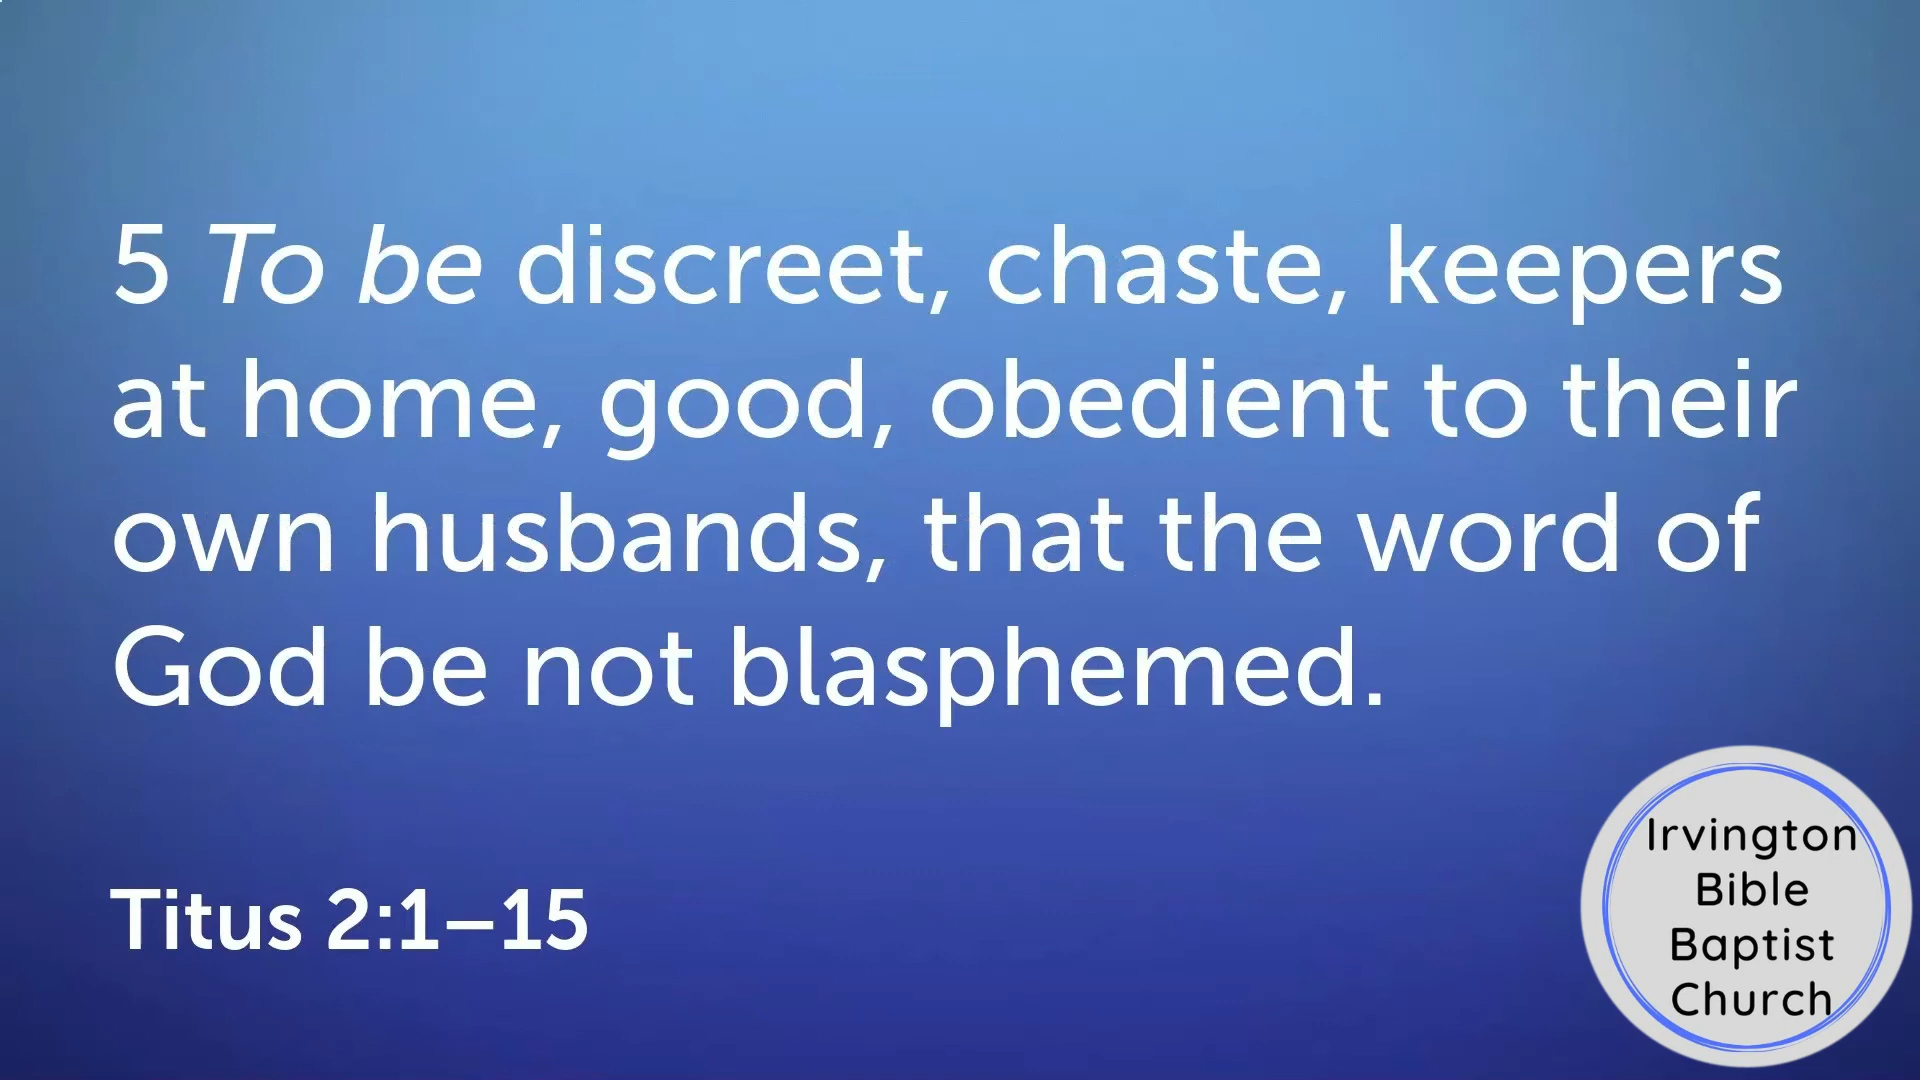 5 To be discreet, chaste, keepers
at home, good, obedient to their
own husbands, that the word of
God be not blasphemed.
Titus 2:1–15
Irvington
Bible
Baptist
Church